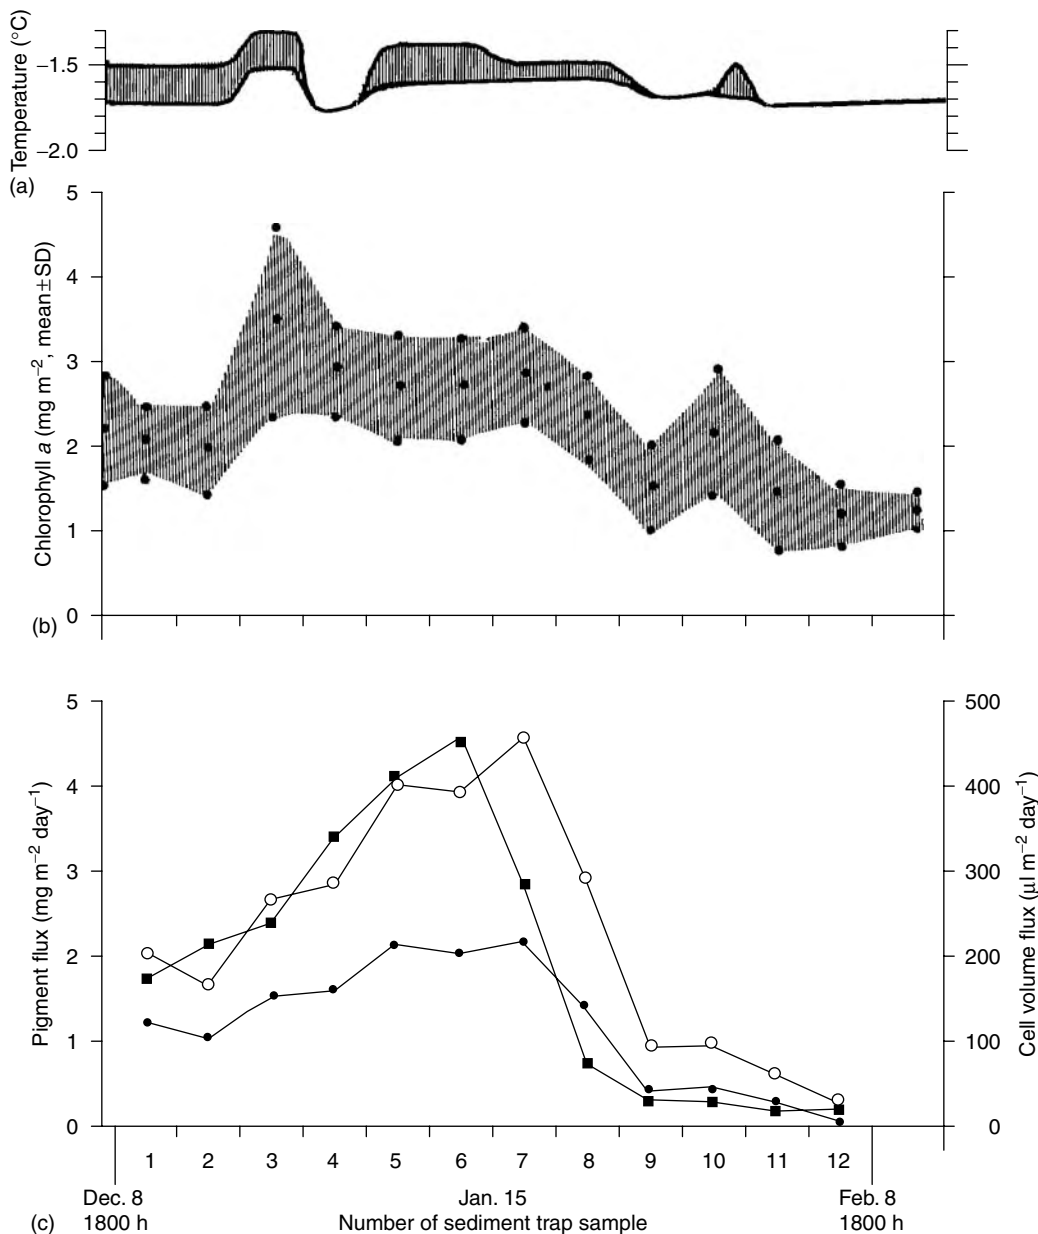 Temperature (°C)
−1.5
−2.0
(a)
Chlorophyll a (mg m⁻², mean±SD)
5
4
3
2
1
0
(b)
Pigment flux (mg m⁻² day⁻¹)
5
4
3
2
1
0
Cell volume flux (µl m⁻² day⁻¹)
500
400
300
200
100
0
1 2 3 4 5 6 7 8 9 10 11 12
Dec. 8 Jan. 15 Feb. 8
1800 h Number of sediment trap sample 1800 h
(c)